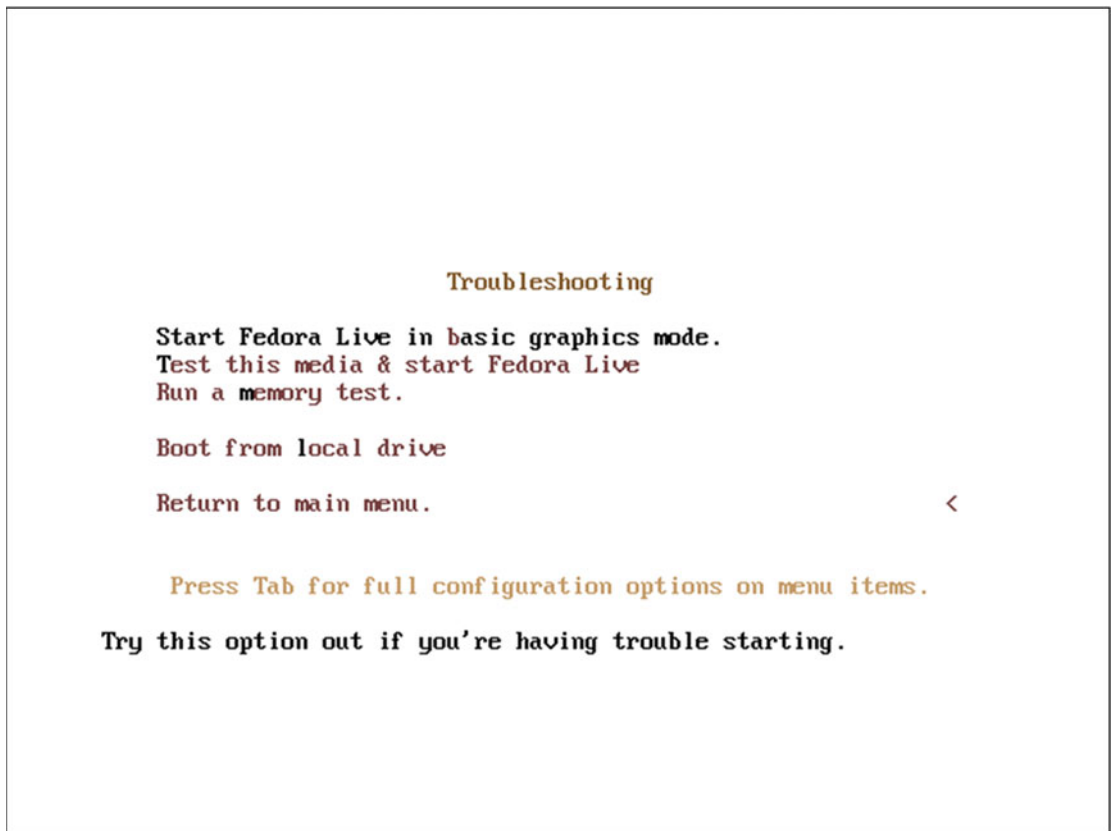 Troubleshooting
Start Fedora Live in basic graphics mode.
Test this media & start Fedora Live
Run a memory test.
Boot from local drive
Return to main menu. <
Press Tab for full configuration options on menu items.
Try this option out if you're having trouble starting.